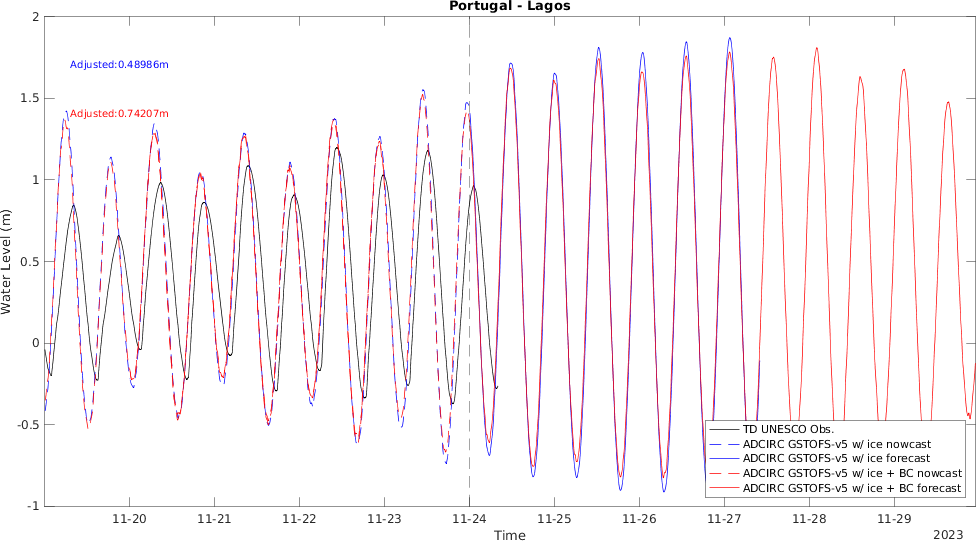 Portugal - Lagos
2
Adjusted:0.48986m
1.5
Adjusted:0.74207m
1
Water Level (m)
0.5
0
-0.5
-1
TD UNESCO Obs.
ADCIRC GSTOFS-v5 w/ ice nowcast
ADCIRC GSTOFS-v5 w/ ice forecast
ADCIRC GSTOFS-v5 w/ ice + BC nowcast
ADCIRC GSTOFS-v5 w/ ice + BC forecast
11-20 11-21 11-22 11-23 11-24 11-25 11-26 11-27 11-28 11-29
Time
2023